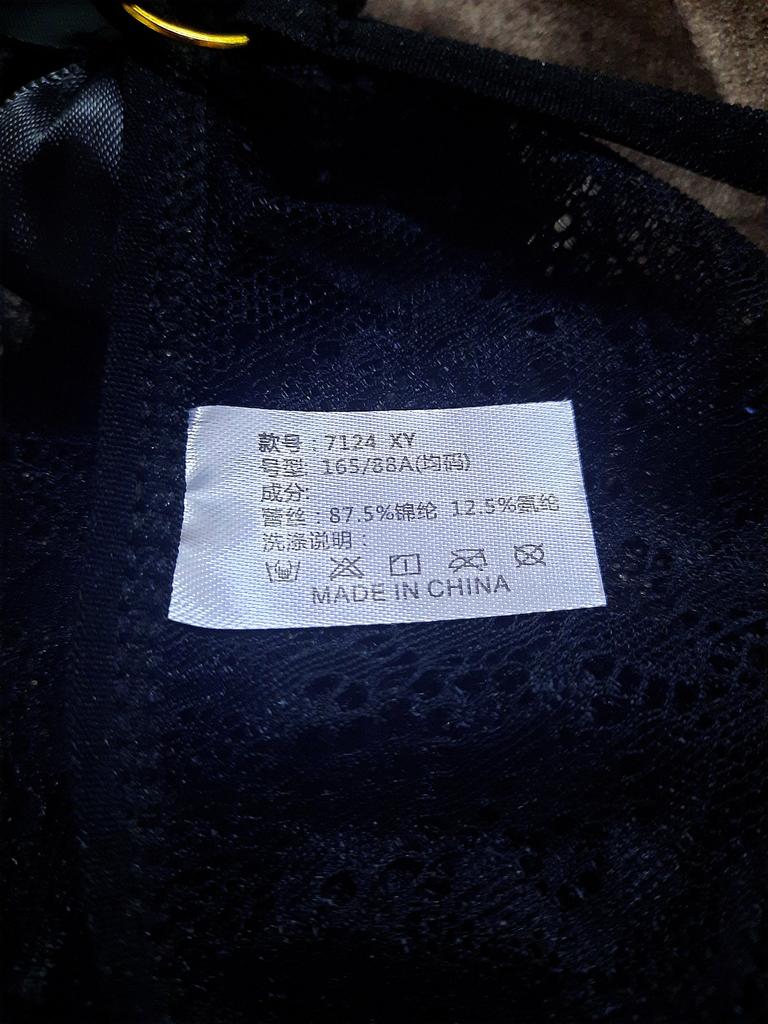 款号：7124 XY
号型: 165/88A(均码)
成分:
蕾丝：87.5%锦纶 12.5%氨纶
洗涤说明：
MADE IN CHINA